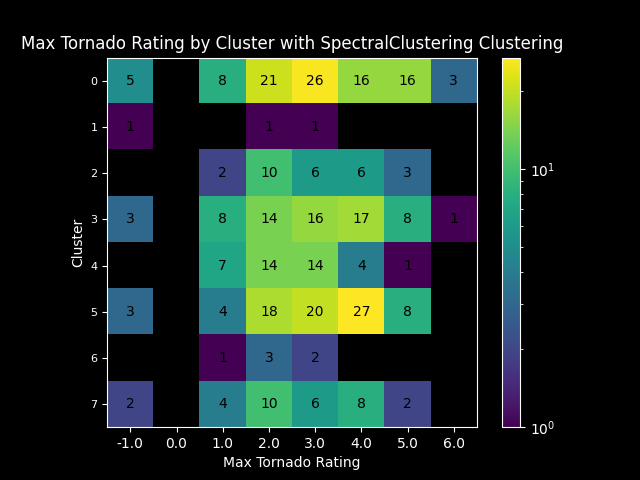 Max Tornado Rating by Cluster with SpectralClustering Clustering
0 5 8 21 26 16 16 3
1 1 1 1
2 2 10 6 6 3
3 3 8 14 16 17 8 1
4 7 14 14 4 1
5 3 4 18 20 27 8
6 1 3 2
7 2 4 10 6 8 2
-1.0 0.0 1.0 2.0 3.0 4.0 5.0 6.0
Max Tornado Rating
Cluster
10¹
10⁰